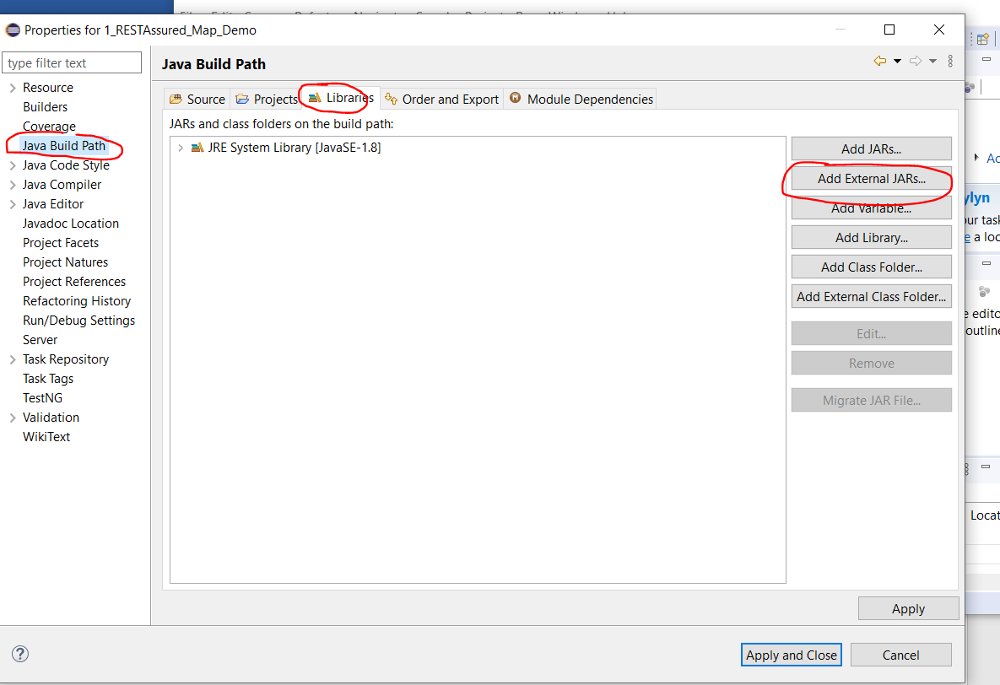 Properties for 1_RESTAssured_Map_Demo
type filter text
Resource
Builders
Coverage
Java Build Path
Java Code Style
Java Compiler
Java Editor
Javadoc Location
Project Facets
Project Natures
Project References
Refactoring History
Run/Debug Settings
Server
Task Repository
Task Tags
TestNG
Validation
WikiText
Java Build Path
Source Projects Libraries Order and Export Module Dependencies
JARs and class folders on the build path:
JRE System Library [JavaSE-1.8]
Add JARs...
Add External JARs...
Add Variable...
Add Library...
Add Class Folder...
Add External Class Folder...
Edit...
Remove
Migrate JAR File...
Apply
Apply and Close Cancel
Ac
ylyn
our task
e a loc
e edito
outline
Locat